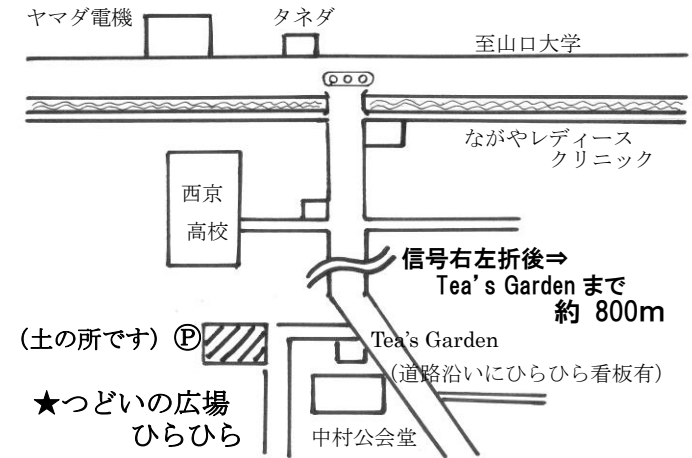 ヤマダ電機
タネダ
至山口大学
ながやレディース
クリニック
西京
高校
信号右左折後⇒
Tea's Gardenまで
約 800m
（土の所です）Ⓟ
Tea's Garden
（道路沿いにひらひら看板有）
★つどいの広場
ひらひら
中村公会堂